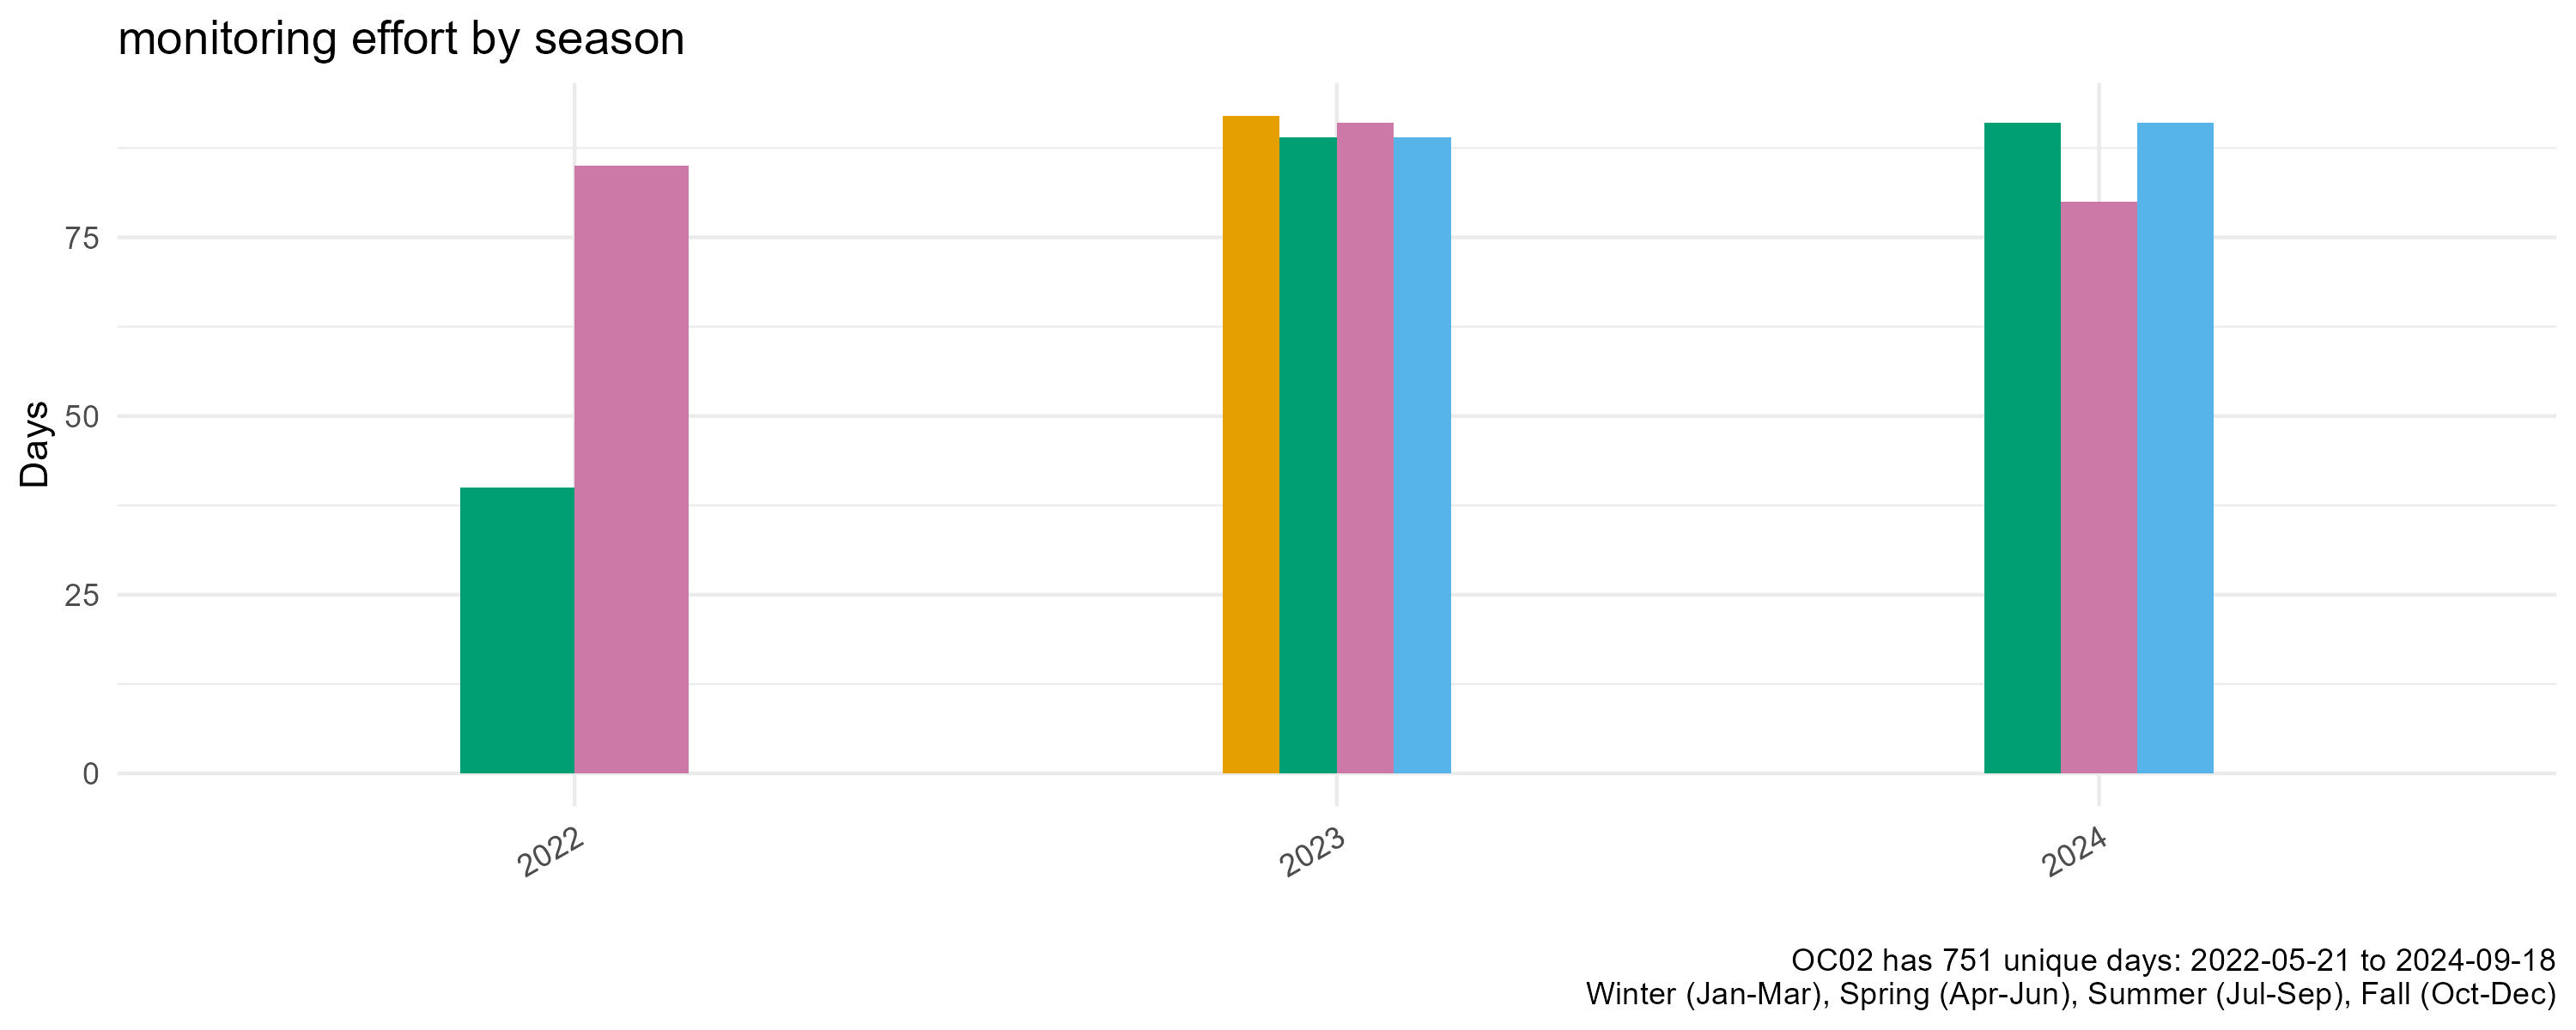 monitoring effort by season
Days
75
50
25
0
2022
2023
2024
OC02 has 751 unique days: 2022-05-21 to 2024-09-18
Winter (Jan-Mar), Spring (Apr-Jun), Summer (Jul-Sep), Fall (Oct-Dec)